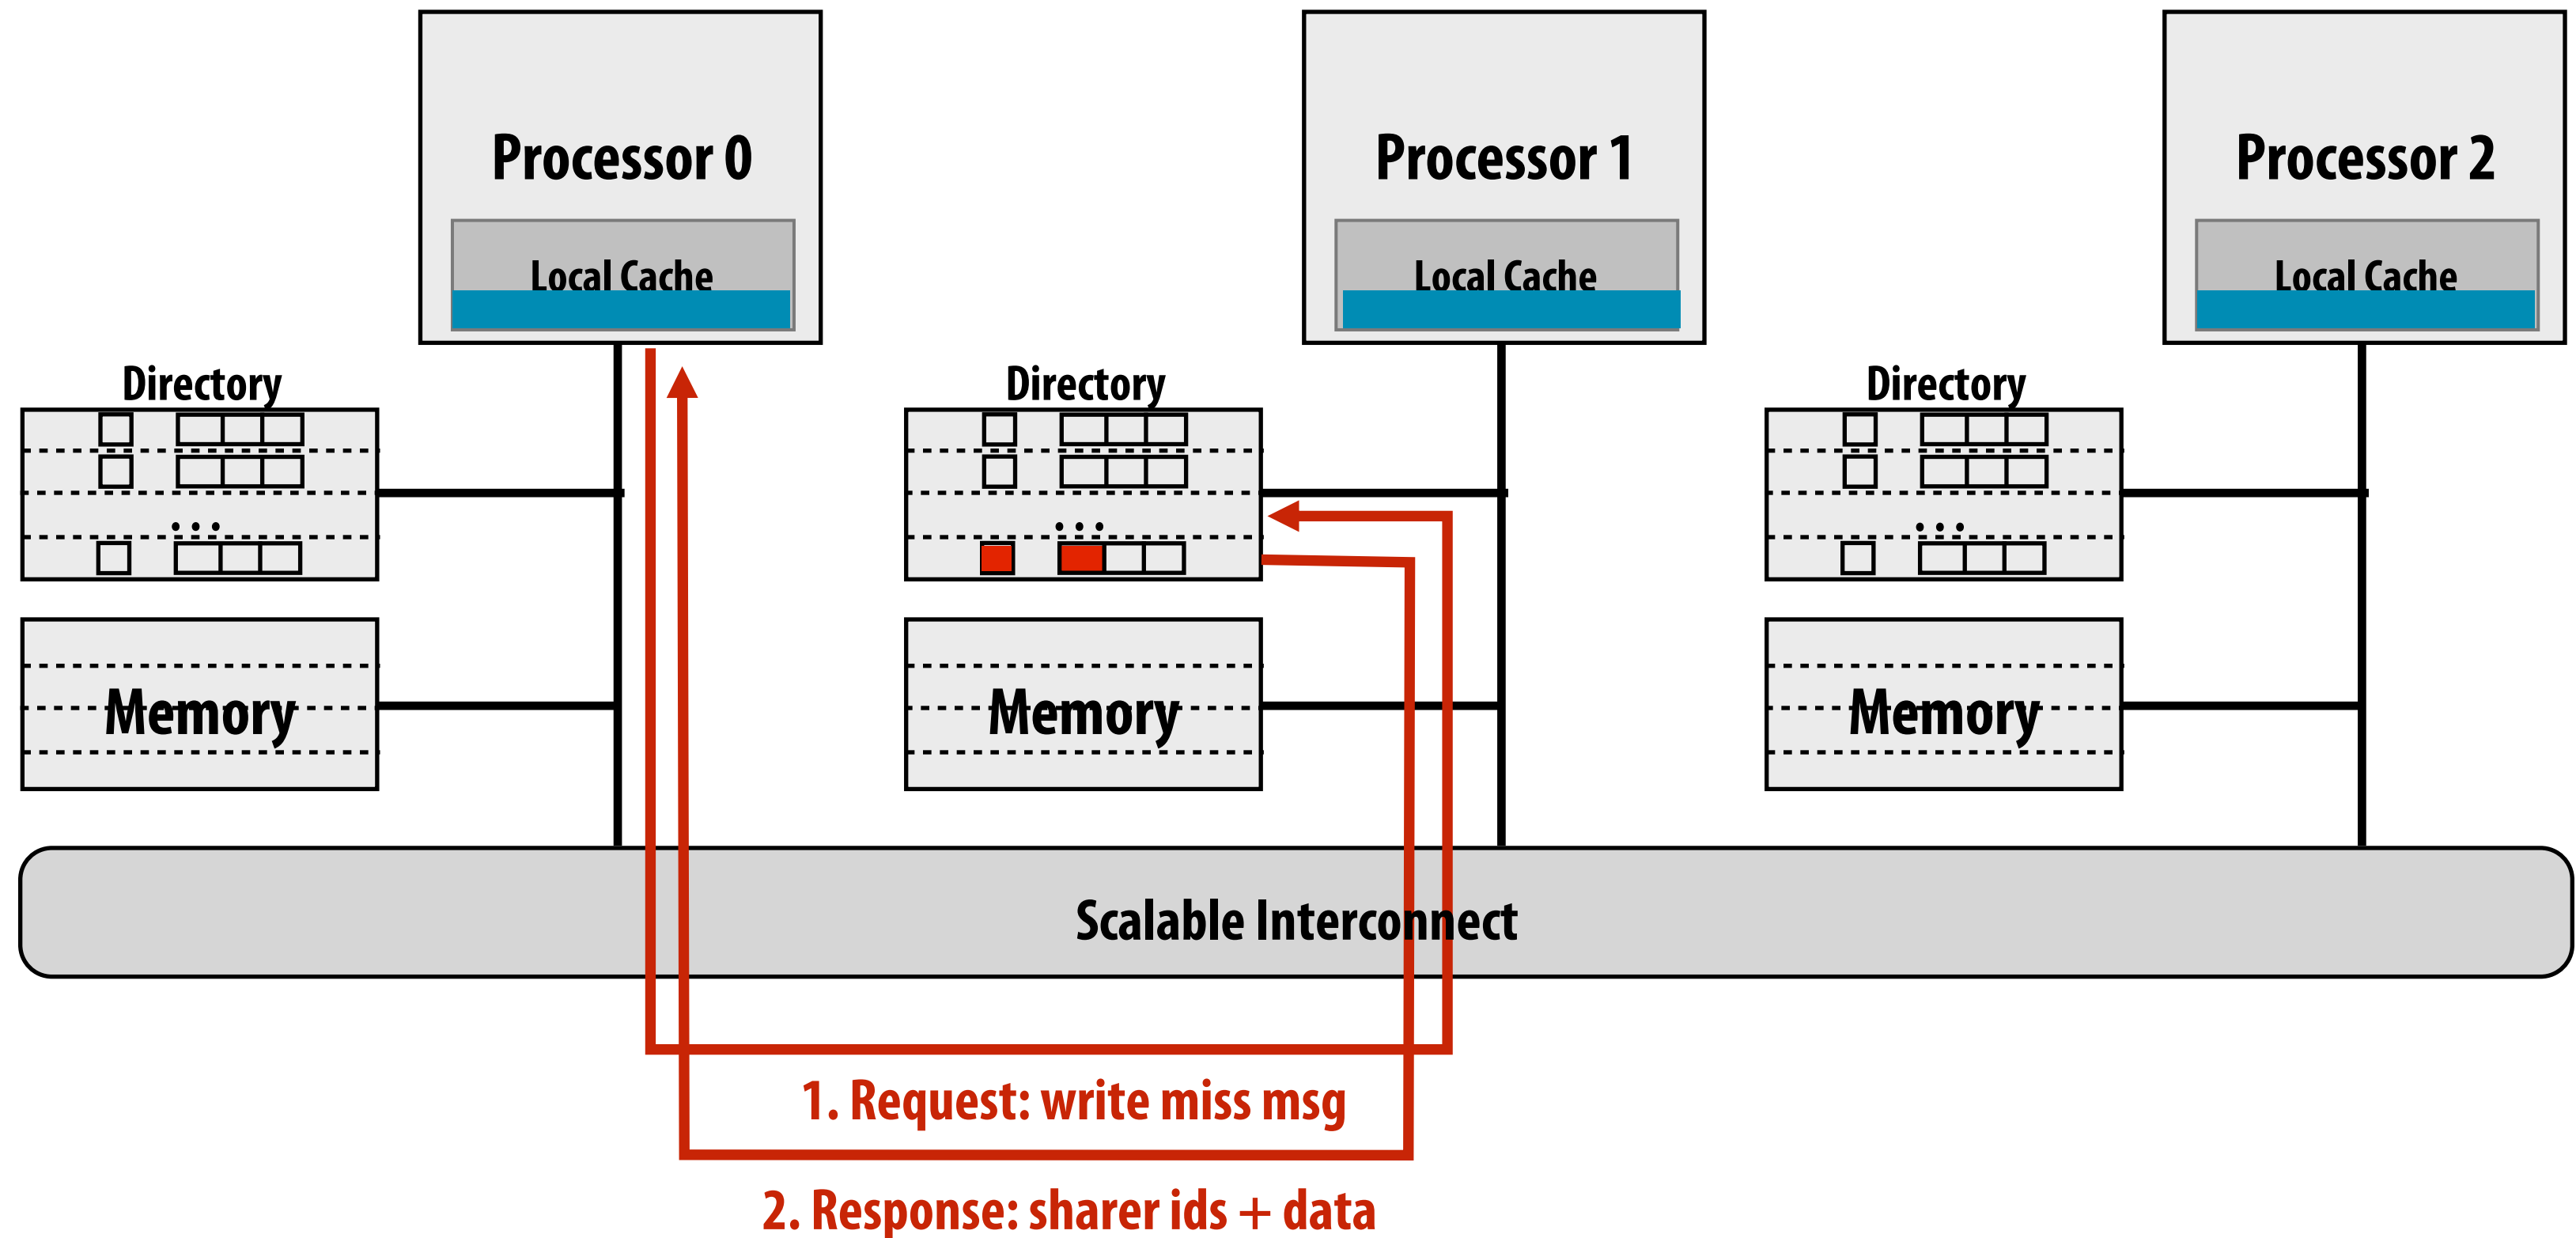 Processor 0
Processor 1
Processor 2
Local Cache
Local Cache
Local Cache
Directory
Directory
Directory
Memory
Memory
Memory
Scalable Interconnect
1. Request: write miss msg
2. Response: sharer ids + data